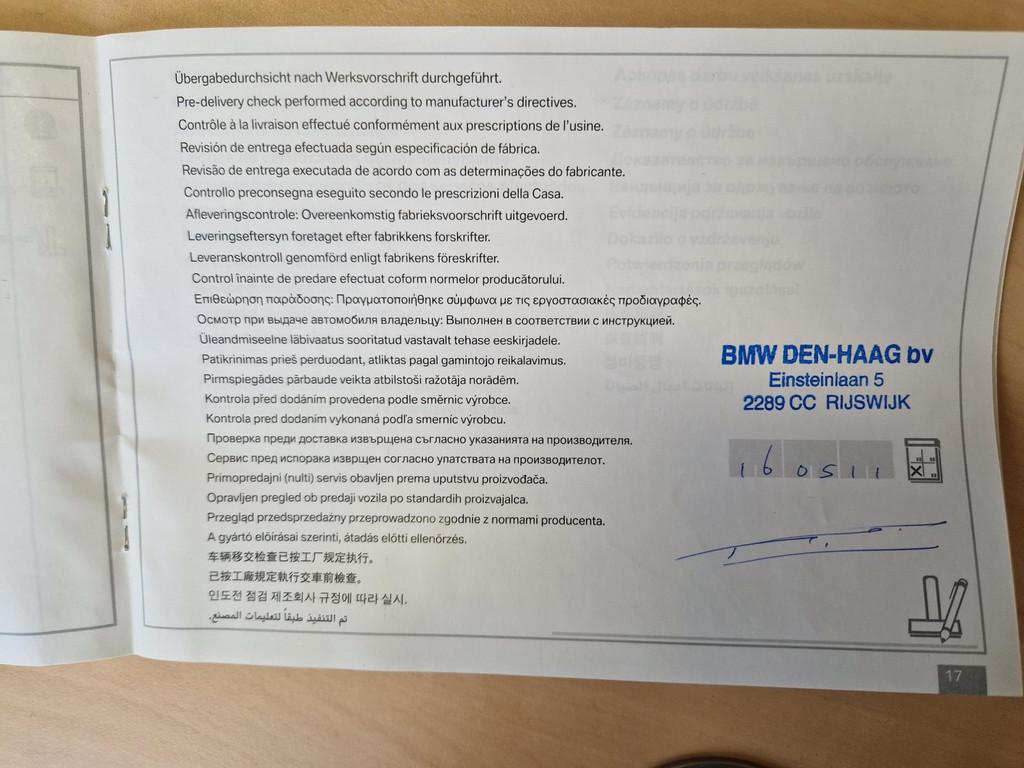 Übergabedurchsicht nach Werksvorschrift durchgeführt.
Pre-delivery check performed according to manufacturer's directives.
Contrôle à la livraison effectué conformément aux prescriptions de l'usine.
Revisión de entrega efectuada según especificación de fábrica.
Revisão de entrega executada de acordo com as determinações do fabricante.
Controllo preconsegna eseguito secondo le prescrizioni della Casa.
Afleveringscontrole: Overeenkomstig fabrieksvoorschrift uitgevoerd.
Leveringseftersyn foretaget efter fabrikkens forskrifter.
Leveranskontroll genomförd enligt fabrikens föreskrifter.
Control înainte de predare efectuat coform normelor producătorului.
Επιθεώρηση παράδοσης: Πραγματοποιήθηκε σύμφωνα με τις εργοστασιακές προδιαγραφές.
Осмотр при выдаче автомобиля владельцу: Выполнен в соответствии с инструкцией.
Üleandmiseelne läbivaatus sooritatud vastavalt tehase eeskirjadele.
Patikrinimas prieš perduodant, atliktas pagal gamintojo reikalavimus.
Pirmspiegādes pārbaude veikta atbilstoši ražotāja norādēm.
Kontrola před dodáním provedena podle směrnic výrobce.
Kontrola pred dodaním vykonaná podľa smerníc výrobcu.
Проверка преди доставка извърщена съгласно указанията на производителя.
Сервис пред испорака извршен согласно упатствата на производителот.
Primopredajni (nulti) servis obavljen prema uputstvu proizvođača.
Opravljen pregled ob predaji vozila po standardih proizvajalca.
Przegląd przedsprzedażny przeprowadzono zgodnie z normami producenta.
A gyártó előírásai szerinti, átadás előtti ellenőrzés.
车辆移交检查已按工厂规定执行。
已按工廠規定執行交車前檢查。
인도전 점검 제조회사 규정에 따라 실시.
تم التنفيذ طبقاً لتعليمات المصنع.
BMW DEN-HAAG bv
Einsteinlaan 5
2289 CC RIJSWIJK
160511
17